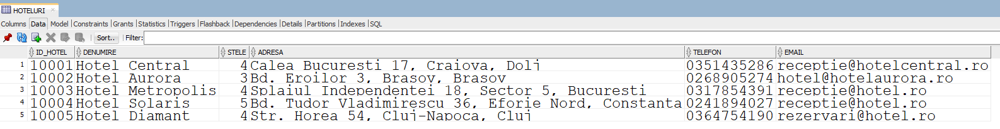 HOTELURI
Columns Data Model Constraints Grants Statistics Triggers Flashback Dependencies Details Partitions Indexes SQL
Sort.. Filter:
ID_HOTEL DENUMIRE STELE ADRESA TELEFON EMAIL
1 10001 Hotel Central 4 Calea Bucuresti 17, Craiova, Dolj 0351435286 receptie@hotelcentral.ro
2 10002 Hotel Aurora 3 Bd. Eroilor 3, Brasov, Brasov 0268905274 hotel@hotelaurora.ro
3 10003 Hotel Metropolis 4 Splaiul Independentei 18, Sector 5, Bucuresti 0317854391 receptie@hotel.ro
4 10004 Hotel Solaris 5 Bd. Tudor Vladimirescu 36, Eforie Nord, Constanta 0241894027 receptie@hotel.ro
5 10005 Hotel Diamant 4 Str. Horea 54, Cluj-Napoca, Cluj 0364754190 rezervari@hotel.ro